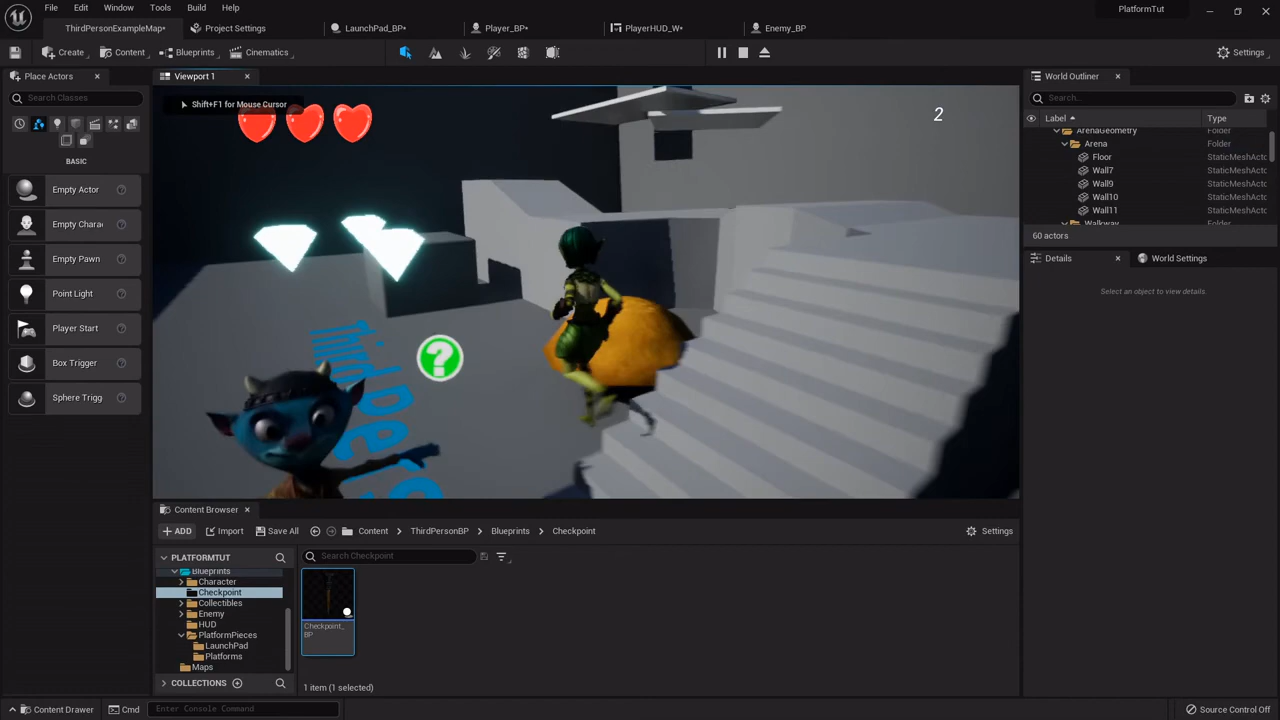 File Edit Window Tools Build Help
PlatformTut
ThirdPersonExampleMap* Project Settings LaunchPad_BP* Player_BP* PlayerHUD_W* Enemy_BP
Create Content Blueprints Cinematics Settings
Place Actors
Search Classes
BASIC
Empty Actor
Empty Chara
Empty Pawn
Point Light
Player Start
Box Trigger
Sphere Trigg
Viewport 1
Shift+F1 for Mouse Cursor
2
?
Third Pers
World Outliner
Search...
Label Type
ArenaGeometry Folder
Arena Folder
Floor StaticMeshActo
Wall7 StaticMeshActo
Wall9 StaticMeshActo
Wall10 StaticMeshActo
Wall11 StaticMeshActo
Walkway Folder
60 actors
Details World Settings
Select an object to view details.
Content Browser
ADD Import Save All Content ThirdPersonBP Blueprints Checkpoint Settings
PLATFORMTUT
Blueprints
Character
Checkpoint
Collectibles
Enemy
HUD
PlatformPieces
LaunchPad
Platforms
Maps
COLLECTIONS
Search Checkpoint
Checkpoint_
BP
1 item (1 selected)
Content Drawer Cmd Enter Console Command Source Control Off